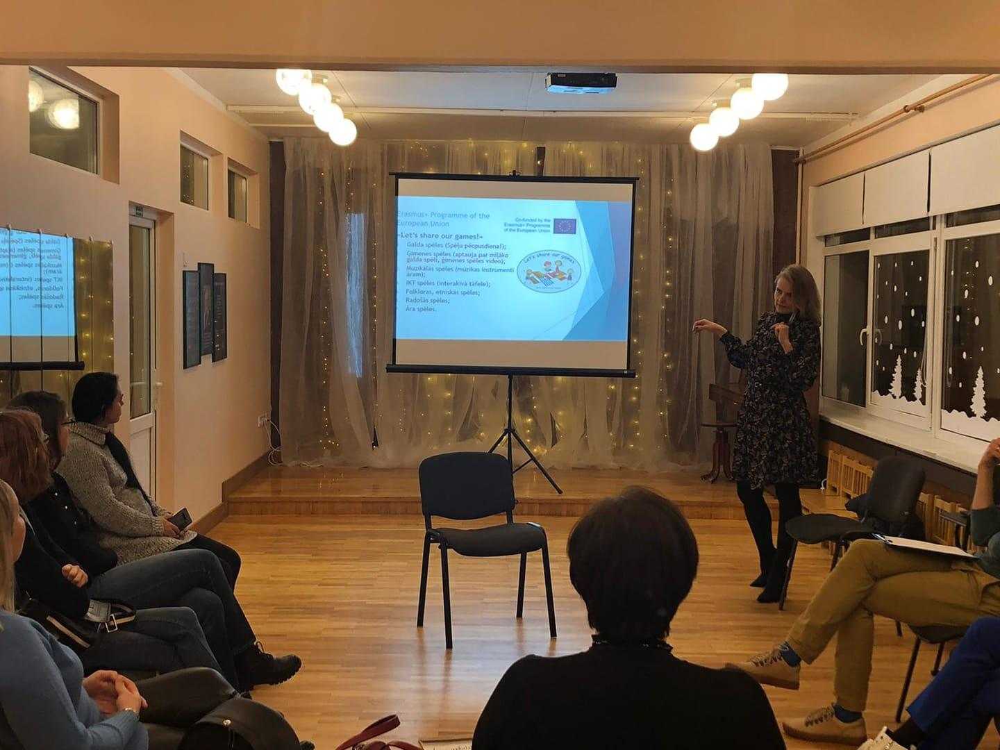 Erasmus+ Programme of the
European Union
Co-funded by the
Erasmus+ Programme
of the European Union
«Let's share our games!»
Galda spēles (Spēļu pēcpusdiena!);
Ģimenes spēles (aptauja par mīļāko
galda spēli, ģimenes spēles video);
Muzikālās spēles (mūzikas instrumenti
āram);
IKT spēles (interakīvā tāfele);
Folkloras, etniskās spēles;
Radošās spēles;
Āra spēles.
Let's share our games